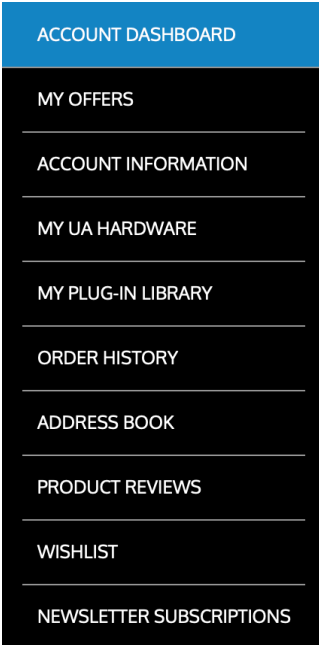 ACCOUNT DASHBOARD
MY OFFERS
ACCOUNT INFORMATION
MY UA HARDWARE
MY PLUG-IN LIBRARY
ORDER HISTORY
ADDRESS BOOK
PRODUCT REVIEWS
WISHLIST
NEWSLETTER SUBSCRIPTIONS